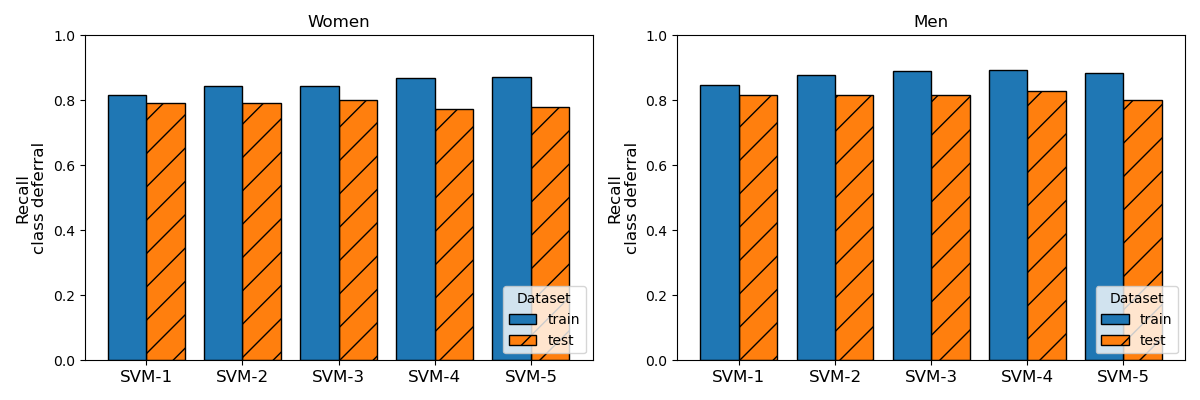 Women
Recall
class deferral
1.0
0.8
0.6
0.4
0.2
0.0
Dataset
train
test
SVM-1 SVM-2 SVM-3 SVM-4 SVM-5
Men
Recall
class deferral
1.0
0.8
0.6
0.4
0.2
0.0
Dataset
train
test
SVM-1 SVM-2 SVM-3 SVM-4 SVM-5